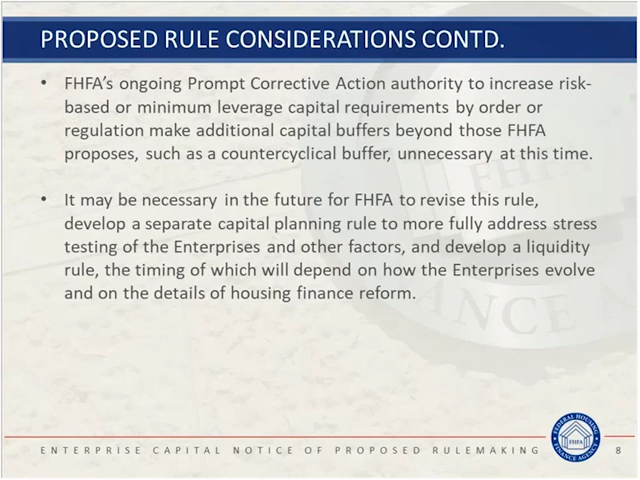 PROPOSED RULE CONSIDERATIONS CONTD.
• FHFA's ongoing Prompt Corrective Action authority to increase risk-
based or minimum leverage capital requirements by order or
regulation make additional capital buffers beyond those FHFA
proposes, such as a countercyclical buffer, unnecessary at this time.
• It may be necessary in the future for FHFA to revise this rule,
develop a separate capital planning rule to more fully address stress
testing of the Enterprises and other factors, and develop a liquidity
rule, the timing of which will depend on how the Enterprises evolve
and on the details of housing finance reform.
FEDERAL HOUSING
FHFA
FINANCE AGENCY
ENTERPRISE CAPITAL NOTICE OF PROPOSED RULEMAKING 8